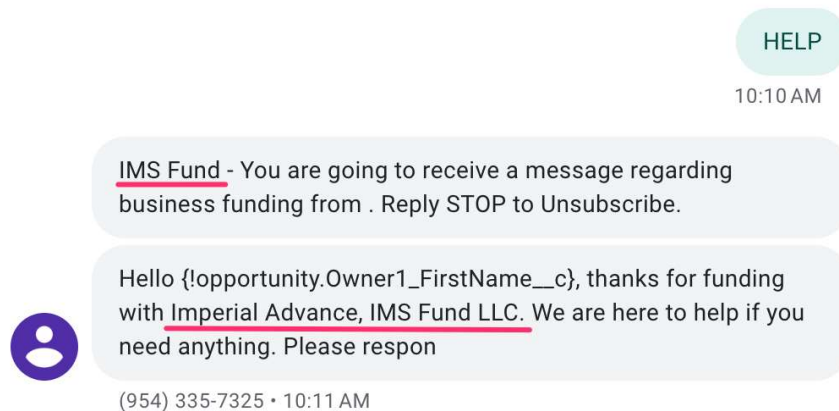 HELP
10:10 AM
IMS Fund - You are going to receive a message regarding
business funding from . Reply STOP to Unsubscribe.
Hello {!opportunity.Owner1_FirstName__c}, thanks for funding
with Imperial Advance, IMS Fund LLC. We are here to help if you
need anything. Please respon
(954) 335-7325 • 10:11 AM